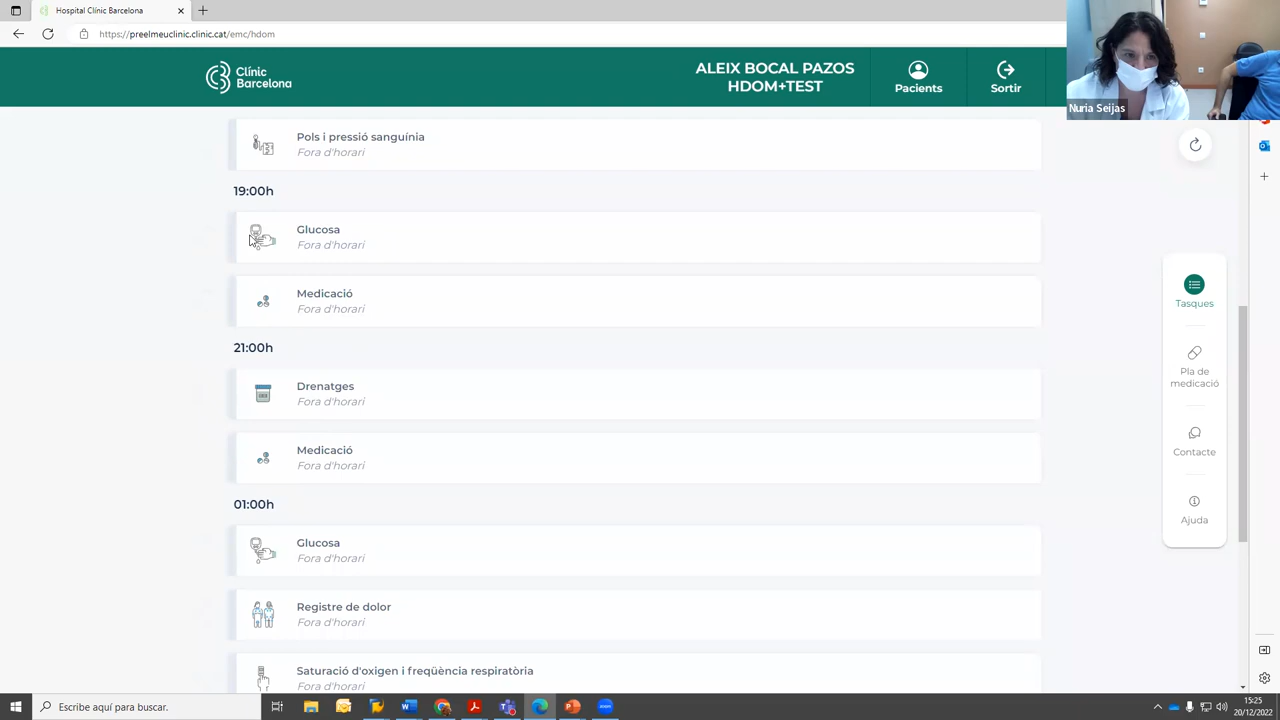 Hospital Clínic Barcelona
https://preelmeuclinic.clinic.cat/emc/hdom
Clínic
Barcelona
ALEIX BOCAL PAZOS
HDOM+TEST
Pacients
Sortir
Nuria Seijas
Pols i pressió sanguínia
Fora d'horari
19:00h
Glucosa
Fora d'horari
Medicació
Fora d'horari
21:00h
Drenatges
Fora d'horari
Medicació
Fora d'horari
01:00h
Glucosa
Fora d'horari
Registre de dolor
Fora d'horari
Saturació d'oxigen i freqüència respiratòria
Fora d'horari
Tasques
Pla de
medicació
Contacte
Ajuda
Escribe aquí para buscar.
15:25
20/12/2022